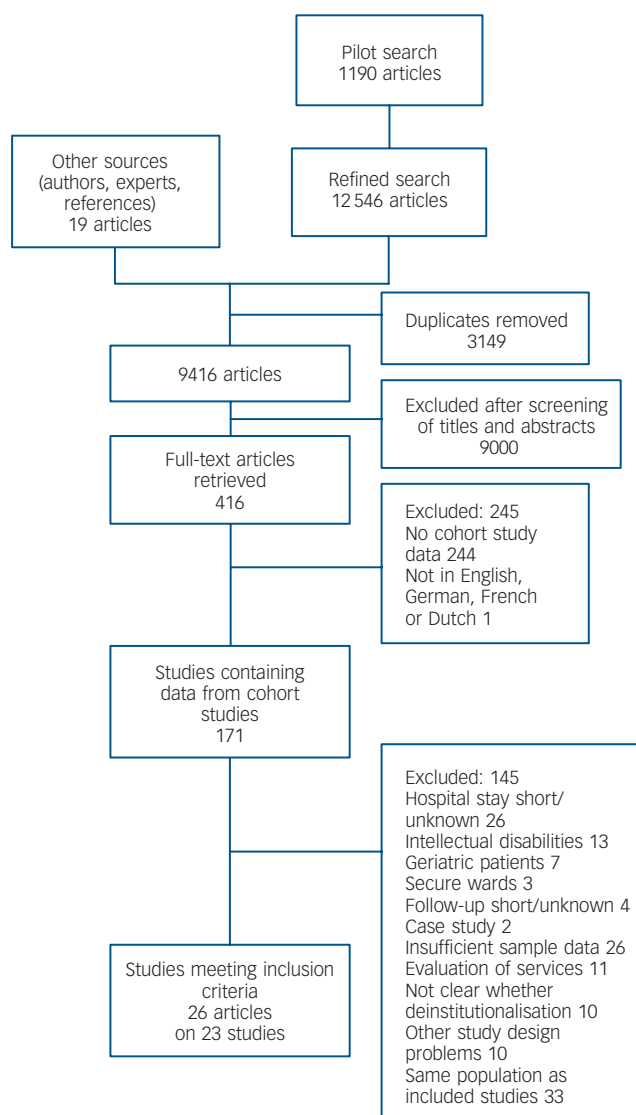 Pilot search
1190 articles
Other sources
(authors, experts,
references)
19 articles
Refined search
12 546 articles
Duplicates removed
3149
9416 articles
Excluded after screening
of titles and abstracts
9000
Full-text articles
retrieved
416
Excluded: 245
No cohort study
data 244
Not in English,
German, French
or Dutch 1
Studies containing
data from cohort
studies
171
Excluded: 145
Hospital stay short/
unknown 26
Intellectual disabilities 13
Geriatric patients 7
Secure wards 3
Follow-up short/unknown 4
Case study 2
Insufficient sample data 26
Evaluation of services 11
Not clear whether
deinstitutionalisation 10
Other study design
problems 10
Same population as
included studies 33
Studies meeting inclusion
criteria
26 articles
on 23 studies